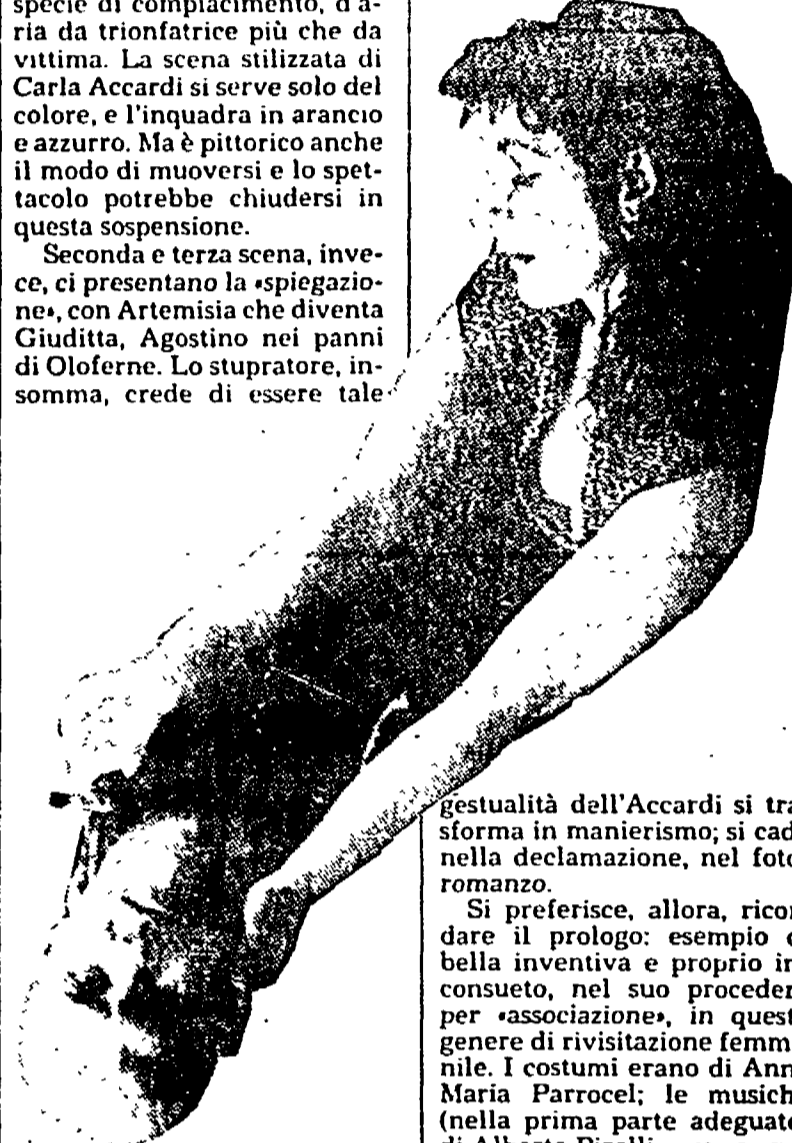 specie di complacimento, d'a-
ria da trionfatrice più che da
vittima. La scena stilizzata di
Carla Accardi si serve solo del
colore, e l'inquadra in arancio
e azzurro. Ma è pittorico anche
il modo di muoversi e lo spet-
tacolo potrebbe chiudersi in
questa sospensione.
Seconda e terza scena, inve-
ce, ci presentano la «spiegazio-
ne», con Artemisia che diventa
Giuditta, Agostino nei panni
di Oloferne. Lo stupratore, in-
somma, crede di essere tale
gestualità dell'Accardi si tra
sforma in manierismo; si cad
nella declamazione, nel foto
romanzo.
Si preferisce, allora, ricor
dare il prologo: esempio
bella inventiva e proprio in
consueto, nel suo proceder
per «associazione», in quest
genere di rivisitazione femm
nile. I costumi erano di Ann
Maria Parrocel; le musich
(nella prima parte adeguate
di Alberto